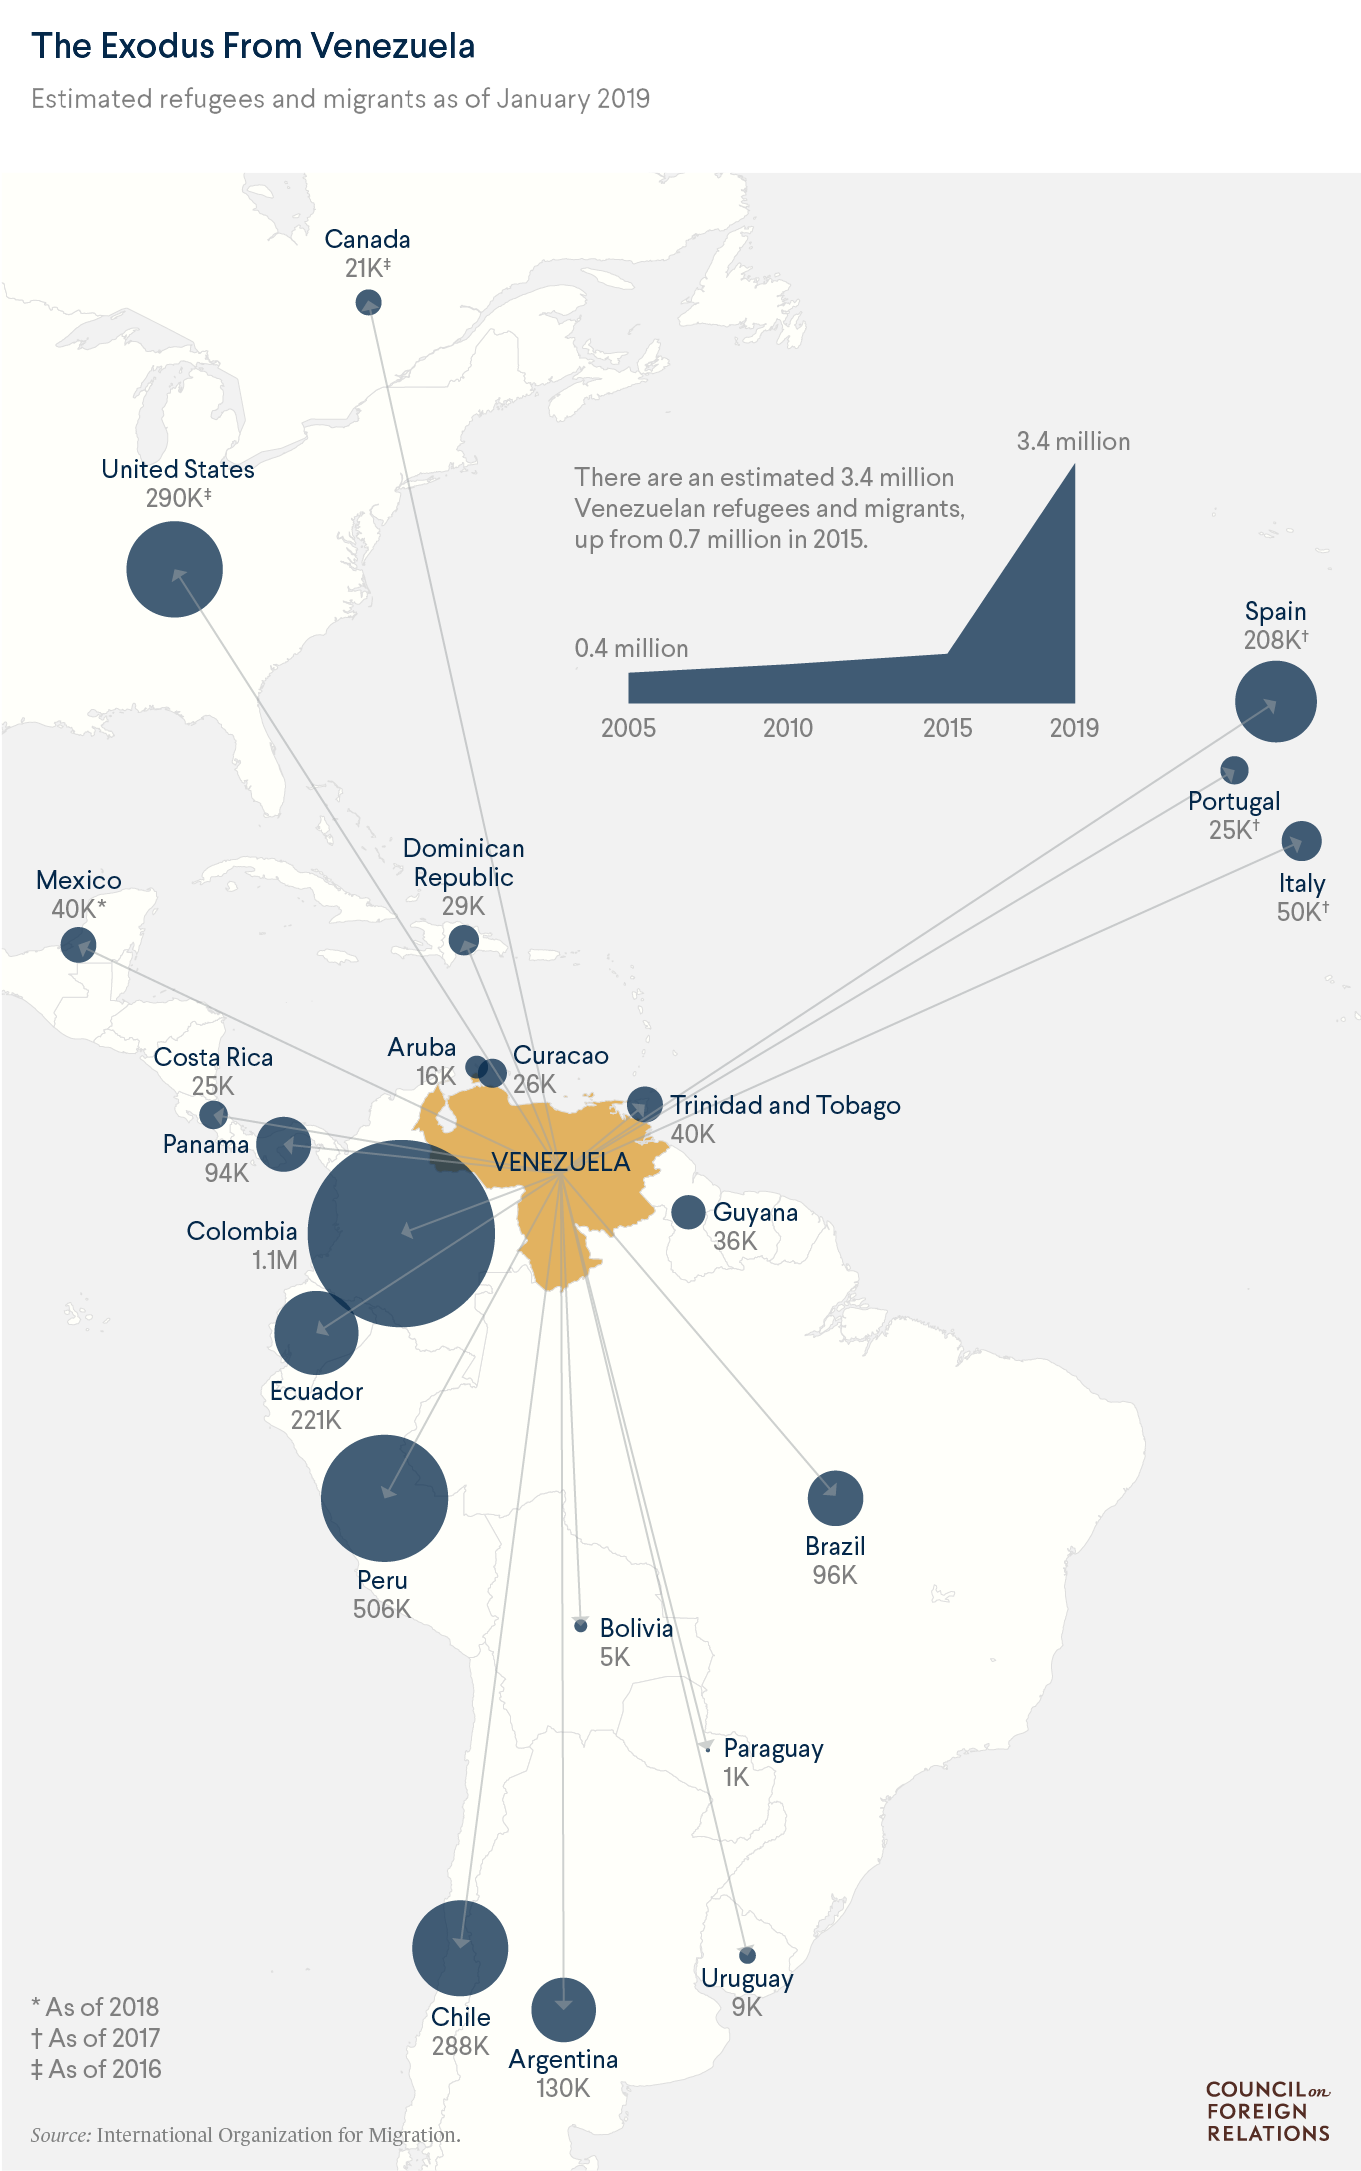 The Exodus From Venezuela
Estimated refugees and migrants as of January 2019
Canada
21K‡
United States
290K‡
There are an estimated 3.4 million
Venezuelan refugees and migrants,
up from 0.7 million in 2015.
3.4 million
0.4 million
2005
2010
2015
2019
Spain
208K†
Portugal
25K†
Italy
50K†
Dominican
Republic
29K
Mexico
40K*
Aruba
16K
Curacao
26K
Costa Rica
25K
Trinidad and Tobago
40K
Panama
94K
VENEZUELA
Guyana
36K
Colombia
1.1M
Ecuador
221K
Peru
506K
Brazil
96K
Bolivia
5K
Paraguay
1K
Uruguay
9K
Chile
288K
Argentina
130K
* As of 2018
† As of 2017
‡ As of 2016
Source: International Organization for Migration.
COUNCIL on
FOREIGN
RELATIONS